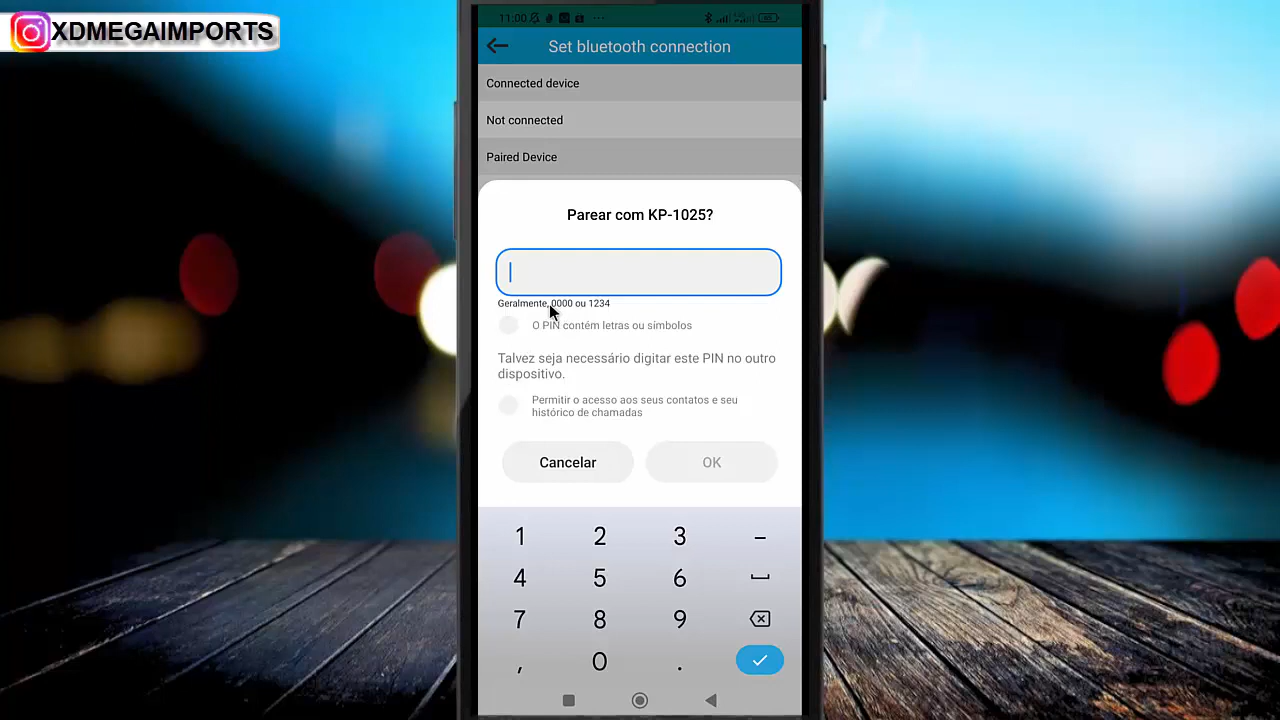 XDMEGAIMPORTS
11:00
Set bluetooth connection
Connected device
Not connected
Paired Device
Parear com KP-1025?
Geralmente, 0000 ou 1234
O PIN contém letras ou símbolos
Talvez seja necessário digitar este PIN no outro
dispositivo.
Permitir o acesso aos seus contatos e seu
histórico de chamadas
Cancelar OK
1 2 3 –
4 5 6
7 8 9
, 0 .